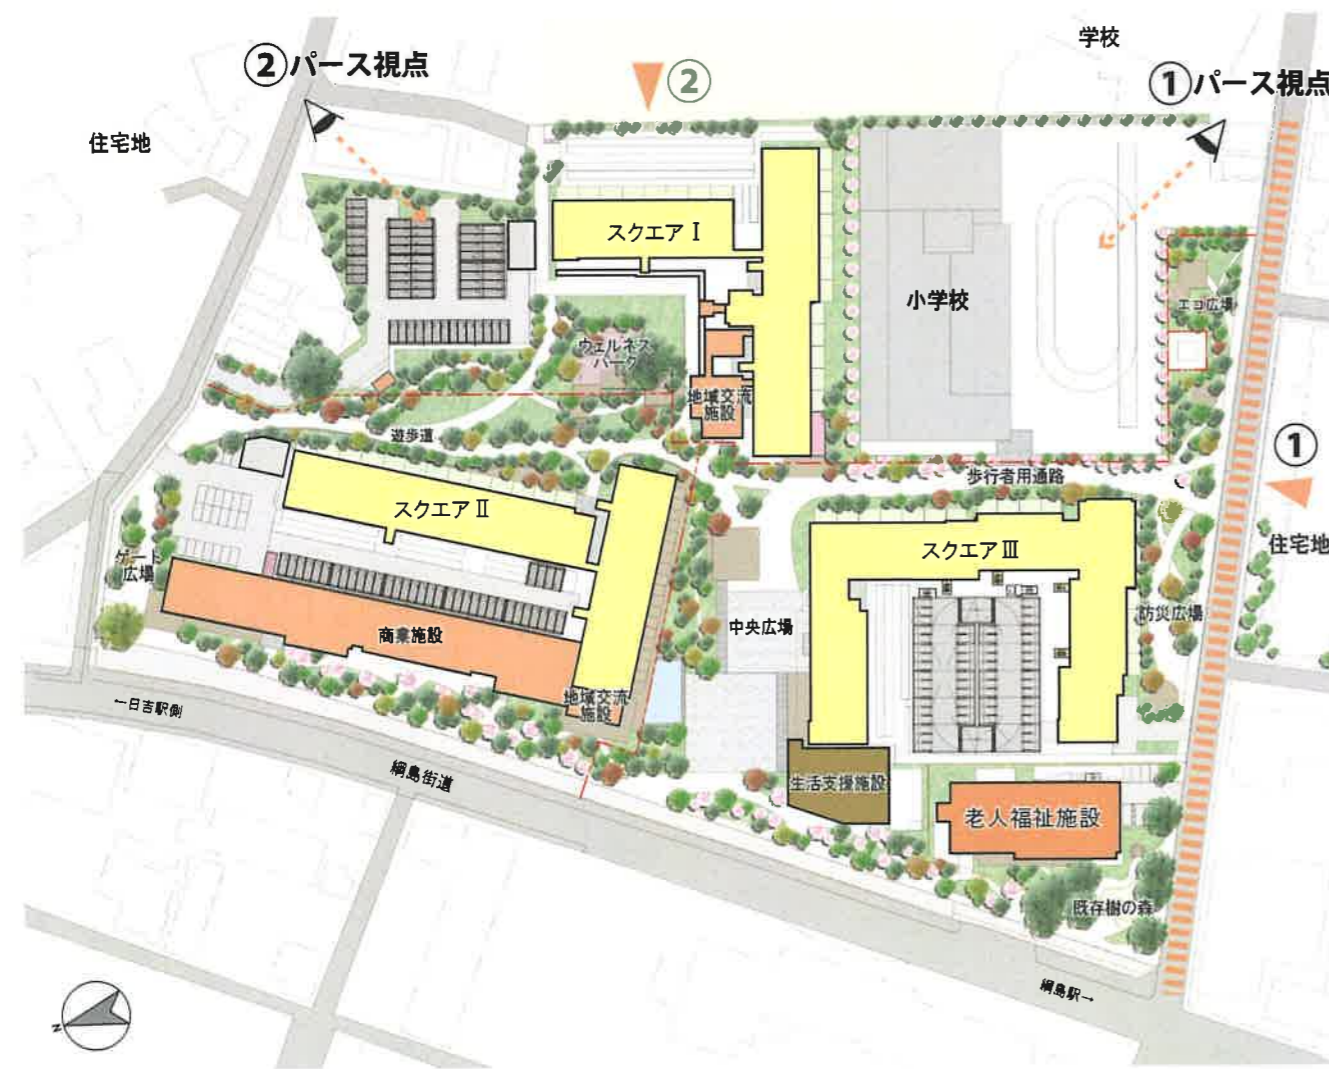 学校
②パース視点
②
①パース視点
住宅地
スクエア Ⅰ
小学校
エコ広場
ウェルネス
パーク
地域交流
施設
遊歩道
①
歩行者用通路
スクエア Ⅱ
スクエア Ⅲ
住宅地
ゲート
広場
防災広場
中央広場
商業施設
地域交流
施設
←日吉駅側
綱島街道
生活支援施設
老人福祉施設
既存樹の森
綱島駅→
N